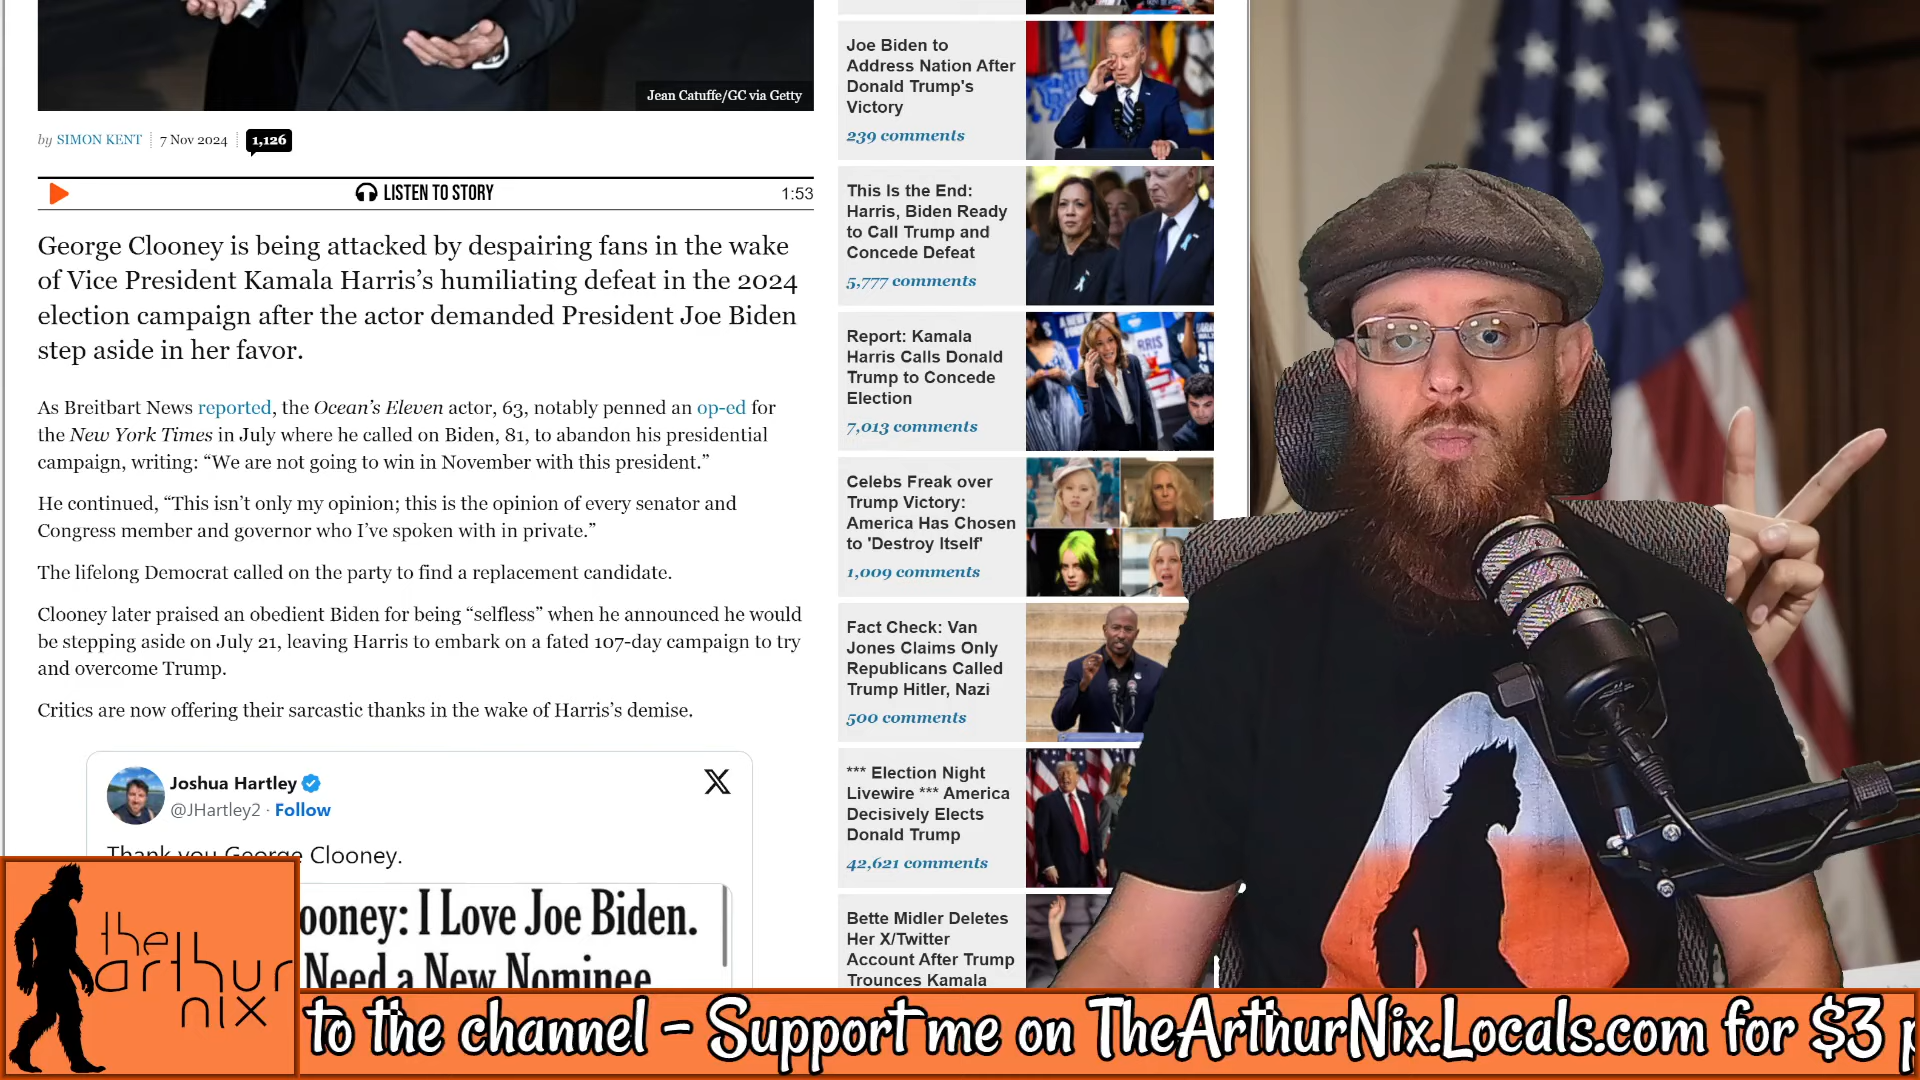 Jean Catuffe/GC via Getty
by SIMON KENT 7 Nov 2024 1,126
LISTEN TO STORY 1:53
George Clooney is being attacked by despairing fans in the wake
of Vice President Kamala Harris’s humiliating defeat in the 2024
election campaign after the actor demanded President Joe Biden
step aside in her favor.
As Breitbart News reported, the Ocean’s Eleven actor, 63, notably penned an op-ed for
the New York Times in July where he called on Biden, 81, to abandon his presidential
campaign, writing: “We are not going to win in November with this president.”
He continued, “This isn’t only my opinion; this is the opinion of every senator and
Congress member and governor who I’ve spoken with in private.”
The lifelong Democrat called on the party to find a replacement candidate.
Clooney later praised an obedient Biden for being “selfless” when he announced he would
be stepping aside on July 21, leaving Harris to embark on a fated 107-day campaign to try
and overcome Trump.
Critics are now offering their sarcastic thanks in the wake of Harris’s demise.
Joshua Hartley
@JHartley2 · Follow
Thank you George Clooney.
ooney: I Love Joe Biden.
Need a New Nominee
Joe Biden to
Address Nation After
Donald Trump's
Victory
239 comments
This Is the End:
Harris, Biden Ready
to Call Trump and
Concede Defeat
5,777 comments
Report: Kamala
Harris Calls Donald
Trump to Concede
Election
7,013 comments
Celebs Freak over
Trump Victory:
America Has Chosen
to 'Destroy Itself'
1,009 comments
Fact Check: Van
Jones Claims Only
Republicans Called
Trump Hitler, Nazi
500 comments
*** Election Night
Livewire *** America
Decisively Elects
Donald Trump
42,621 comments
Bette Midler Deletes
Her X/Twitter
Account After Trump
Trounces Kamala
the
arthur
nix
to the channel - Support me on TheArthurNix.Locals.com for $3 p